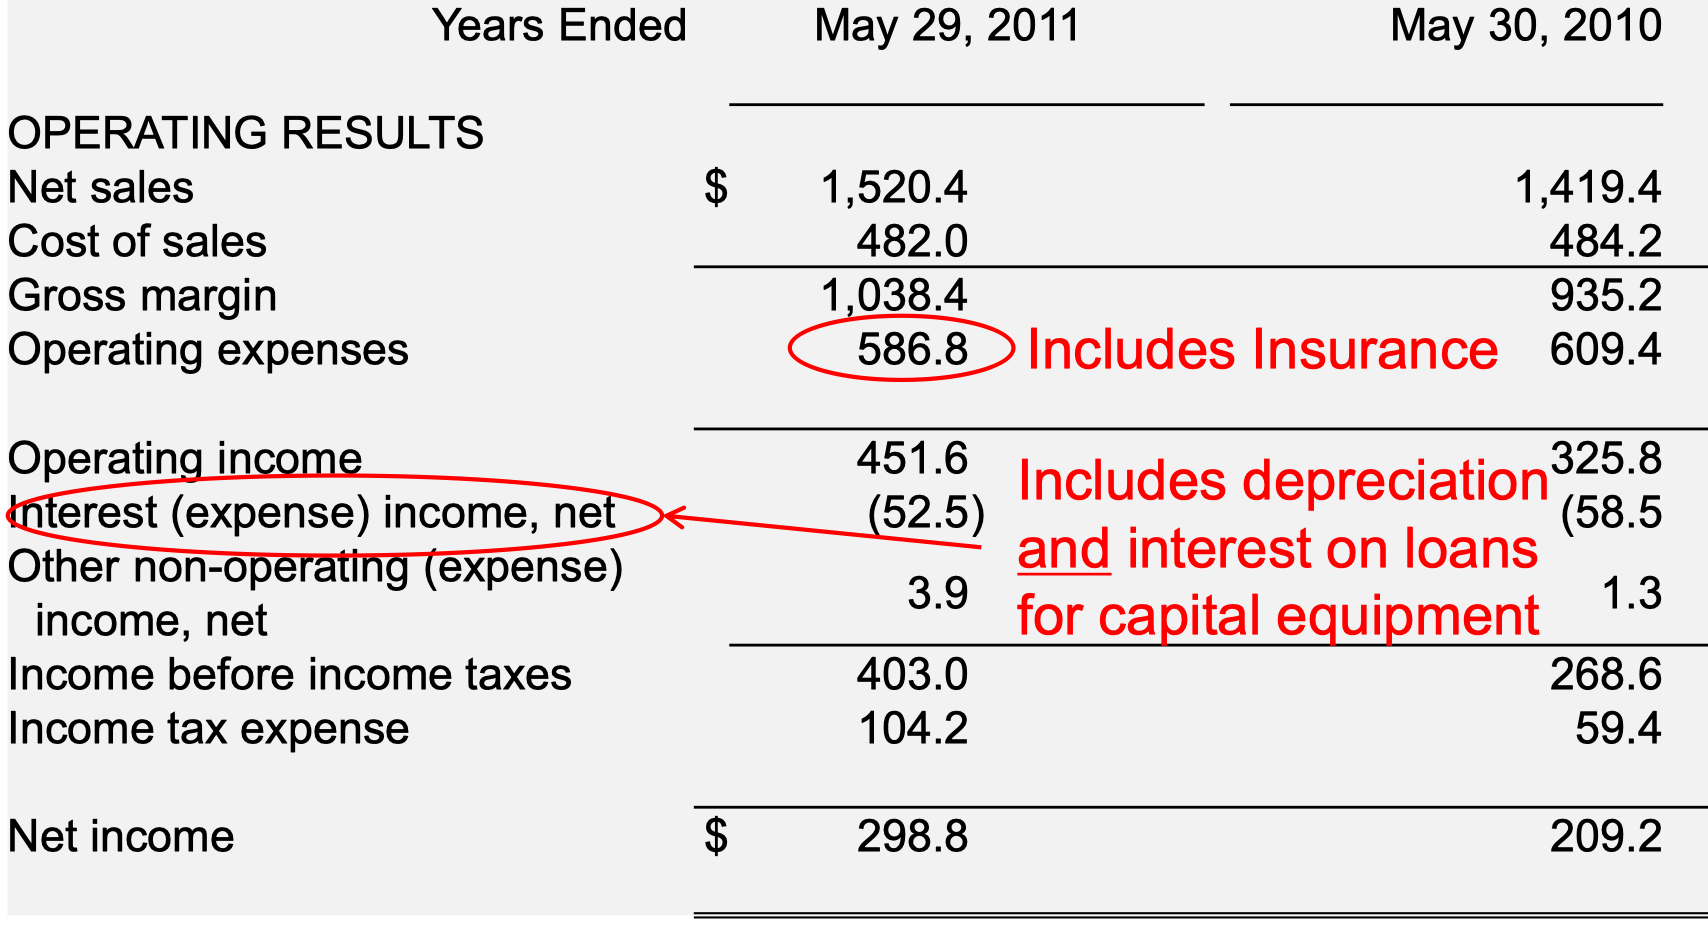 Years Ended May 29, 2011 May 30, 2010
OPERATING RESULTS
Net sales $ 1,520.4 1,419.4
Cost of sales 482.0 484.2
Gross margin 1,038.4 935.2
Operating expenses 586.8 Includes Insurance 609.4
Operating income 451.6 325.8
Interest (expense) income, net (52.5) (58.5
Includes depreciation
and interest on loans
for capital equipment
Other non-operating (expense)
income, net 3.9 1.3
Income before income taxes 403.0 268.6
Income tax expense 104.2 59.4
Net income $ 298.8 209.2